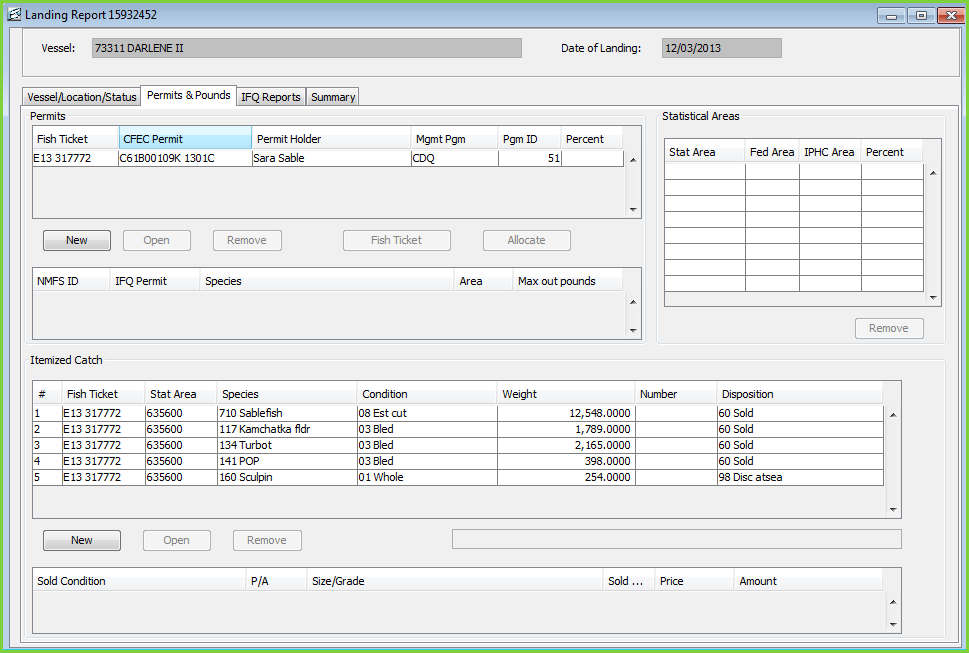 Landing Report 15932452
Vessel: 73311 DARLENE II Date of Landing: 12/03/2013
Vessel/Location/Status Permits & Pounds IFQ Reports Summary
Permits
Fish Ticket CFEC Permit Permit Holder Mgmt Pgm Pgm ID Percent
E13 317772 C61B00109K 1301C Sara Sable CDQ 51
New Open Remove Fish Ticket Allocate
NMFS ID IFQ Permit Species Area Max out pounds
Statistical Areas
Stat Area Fed Area IPHC Area Percent
Remove
Itemized Catch
# Fish Ticket Stat Area Species Condition Weight Number Disposition
1 E13 317772 635600 710 Sablefish 08 Est cut 12,548.0000 60 Sold
2 E13 317772 635600 117 Kamchatka fldr 03 Bled 1,789.0000 60 Sold
3 E13 317772 635600 134 Turbot 03 Bled 2,165.0000 60 Sold
4 E13 317772 635600 141 POP 03 Bled 398.0000 60 Sold
5 E13 317772 635600 160 Sculpin 01 Whole 254.0000 98 Disc atsea
New Open Remove
Sold Condition P/A Size/Grade Sold ... Price Amount